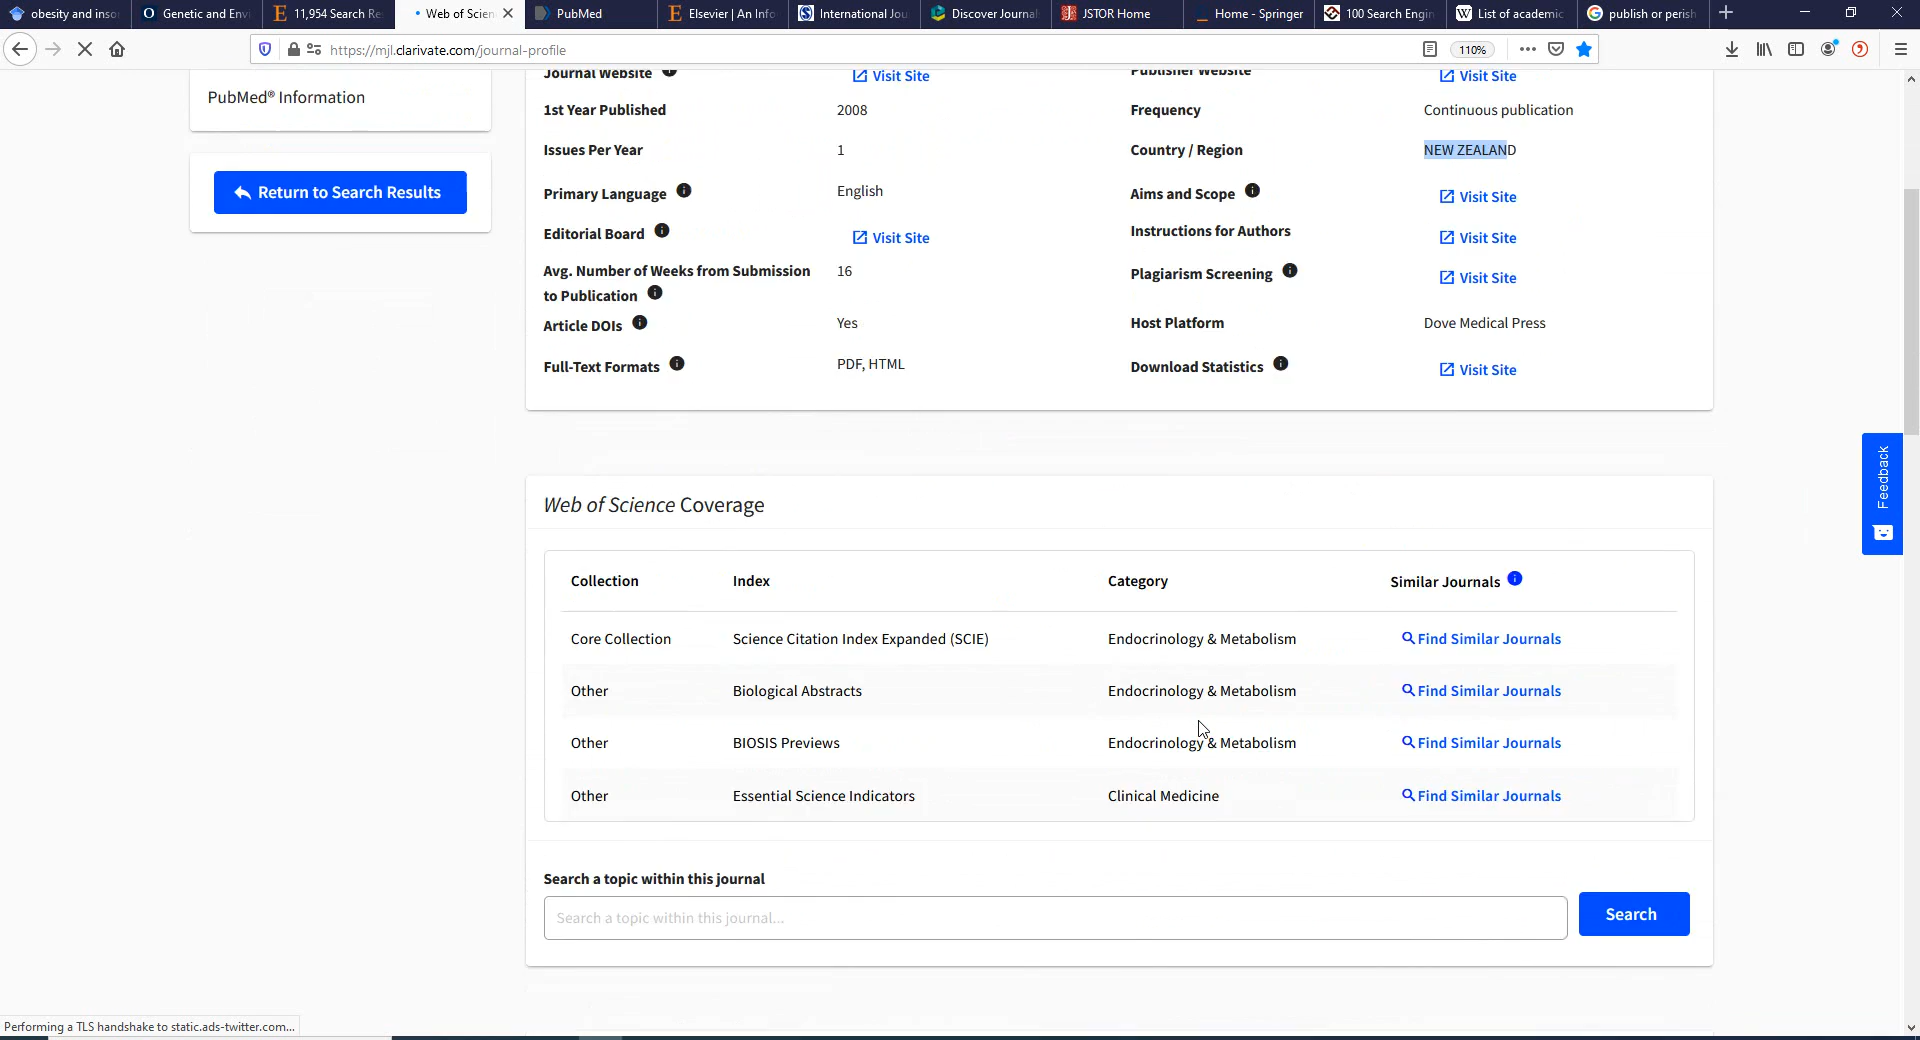 obesity and inso
Genetic and Envi
11,954 Search Re
Web of Scien
PubMed
Elsevier | An Info
International Jou
Discover Journal
JSTOR Home
Home - Springer
100 Search Engin
List of academic
publish or perish
https://mjl.clarivate.com/journal-profile
110%
PubMed® Information
Return to Search Results
Journal Website Visit Site Publisher Website Visit Site
1st Year Published 2008 Frequency Continuous publication
Issues Per Year 1 Country / Region NEW ZEALAND
Primary Language English Aims and Scope Visit Site
Editorial Board Visit Site Instructions for Authors Visit Site
Avg. Number of Weeks from Submission 16 Plagiarism Screening Visit Site
to Publication
Article DOIs Yes Host Platform Dove Medical Press
Full-Text Formats PDF, HTML Download Statistics Visit Site
Feedback
Web of Science Coverage
Collection Index Category Similar Journals
Core Collection Science Citation Index Expanded (SCIE) Endocrinology & Metabolism Find Similar Journals
Other Biological Abstracts Endocrinology & Metabolism Find Similar Journals
Other BIOSIS Previews Endocrinology & Metabolism Find Similar Journals
Other Essential Science Indicators Clinical Medicine Find Similar Journals
Search a topic within this journal
Search a topic within this journal...
Search
Performing a TLS handshake to static.ads-twitter.com...